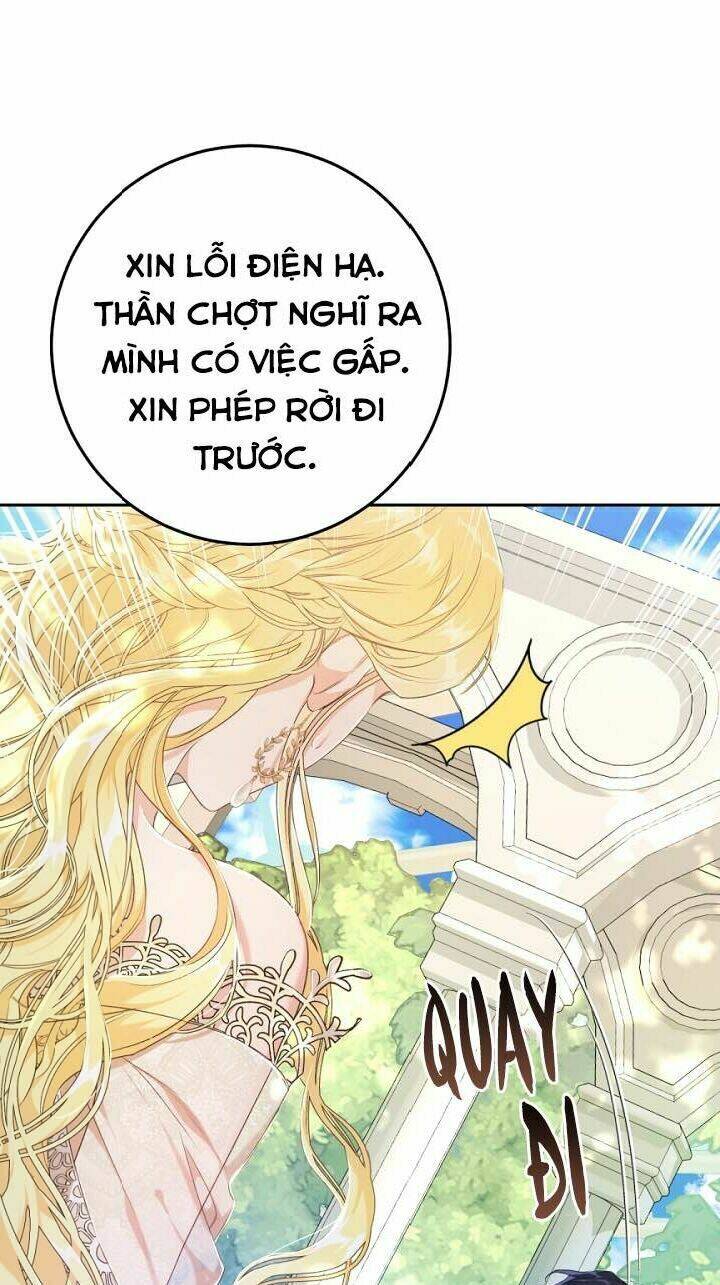 XIN LỖI ĐIỆN HẠ.
THẦN CHỢT NGHĨ RA
MÌNH CÓ VIỆC GẤP.
XIN PHÉP RỜI ĐI
TRƯỚC.
QUAY
ĐI